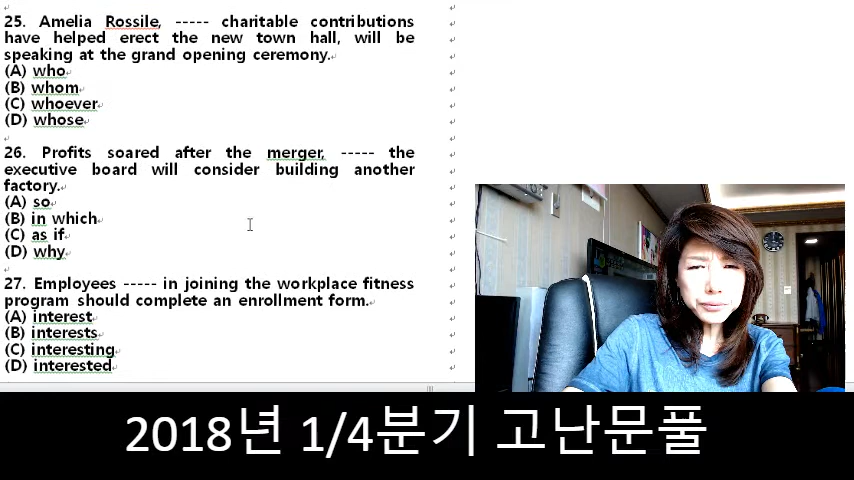 25. Amelia Rossile, ----- charitable contributions
have helped erect the new town hall, will be
speaking at the grand opening ceremony.
(A) who
(B) whom
(C) whoever
(D) whose
26. Profits soared after the merger, ----- the
executive board will consider building another
factory.
(A) so
(B) in which
(C) as if
(D) why
27. Employees ----- in joining the workplace fitness
program should complete an enrollment form.
(A) interest
(B) interests
(C) interesting
(D) interested
2018년 1/4분기 고난문풀